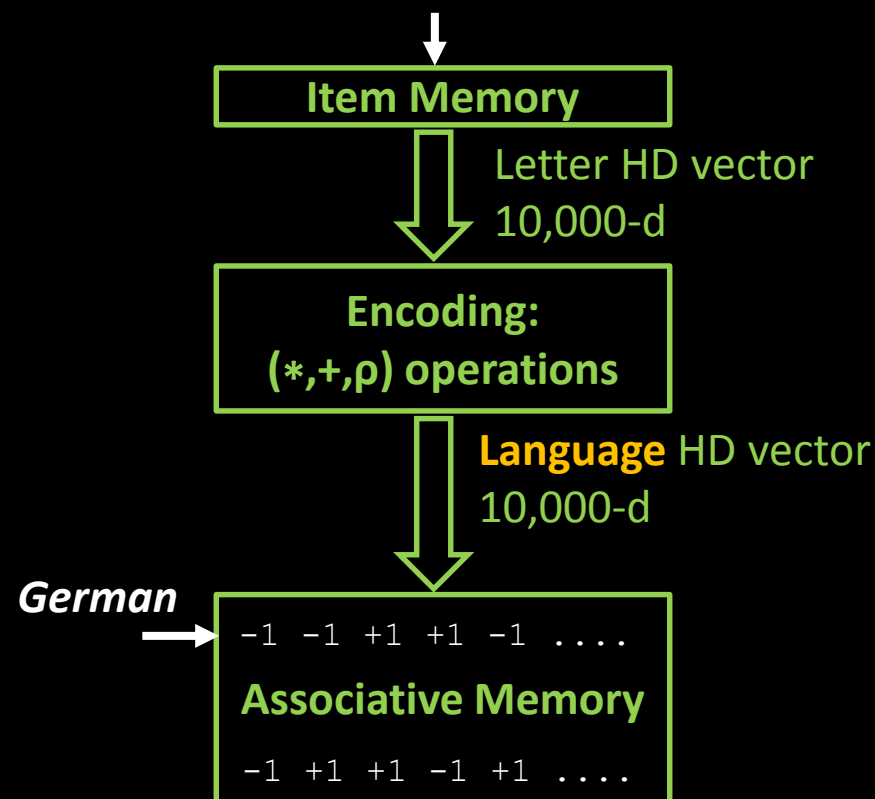 Item Memory
Letter HD vector
10,000-d
Encoding:
(*,+,ρ) operations
Language HD vector
10,000-d
German
-1 -1 +1 +1 -1 ....
Associative Memory
-1 +1 +1 -1 +1 ....